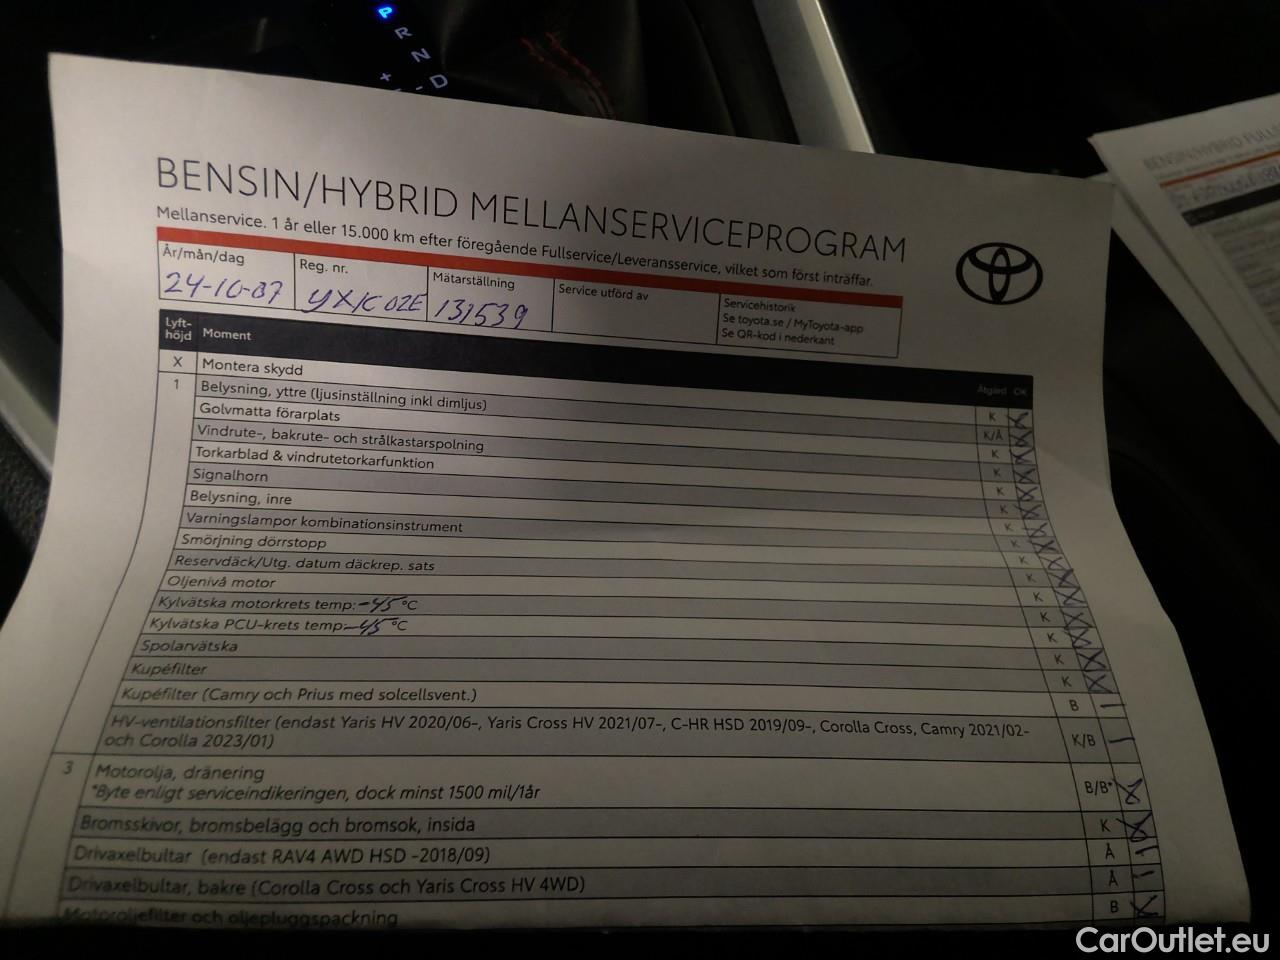 P
R
N
+
- D
BENSIN/HYBRID MELLANSERVICEPROGRAM
Mellanservice. 1 år eller 15.000 km efter föregående Fullservice/Leveransservice, vilket som först inträffar.
År/mån/dag
24-10-07
Reg. nr.
YXK 02E
Mätarställning
131539
Service utförd av
Servicehistorik
Se toyota.se / MyToyota-app
Se QR-kod i nederkant
BENSIN/HYBRID FULL
Lyft-
höjd Moment Åtgärd OK
X Montera skydd
1 Belysning, yttre (ljusinställning inkl dimljus) K
Golvmatta förarplats K/Å
Vindrute-, bakrute- och strålkastarspolning K
Torkarblad & vindrutetorkarfunktion K
Signalhorn K
Belysning, inre K
Varningslampor kombinationsinstrument K
Smörjning dörrstopp K
Reservdäck/Utg. datum däckrep. sats K
Oljenivå motor K
Kylvätska motorkrets temp: -45 °C K
Kylvätska PCU-krets temp: -45 °C K
Spolarvätska K
Kupéfilter K
Kupéfilter (Camry och Prius med solcellsvent.) B
HV-ventilationsfilter (endast Yaris HV 2020/06-, Yaris Cross HV 2021/07-, C-HR HSD 2019/09-, Corolla Cross, Camry 2021/02-
och Corolla 2023/01) K/B
3 Motorolja, dränering
*Byte enligt serviceindikeringen, dock minst 1500 mil/1år B/B*
Bromsskivor, bromsbelägg och bromsok, insida K
Drivaxelbultar (endast RAV4 AWD HSD -2018/09) Å
Drivaxelbultar, bakre (Corolla Cross och Yaris Cross HV 4WD) Å
Motoroljefilter och oljepluggspackning B
CarOutlet.eu